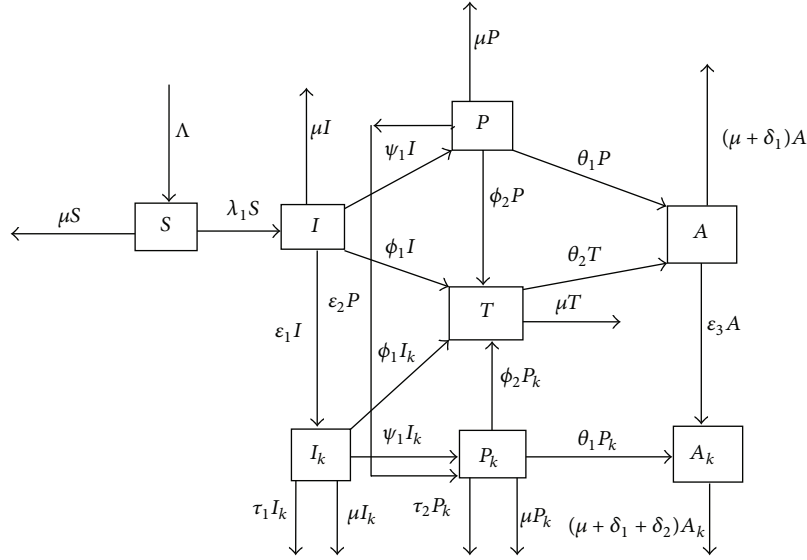 μP
Λ
μI
P
(μ + δ₁)A
ψ₁I
θ₁P
μS
S
λ₁S
I
ϕ₂P
A
ϕ₁I
θ₂T
ε₂P
T
μT
ε₁I
ε₃A
ϕ₁Iₖ
ϕ₂Pₖ
Iₖ
ψ₁Iₖ
Pₖ
θ₁Pₖ
Aₖ
τ₁Iₖ
μIₖ
τ₂Pₖ
μPₖ
(μ + δ₁ + δ₂)Aₖ